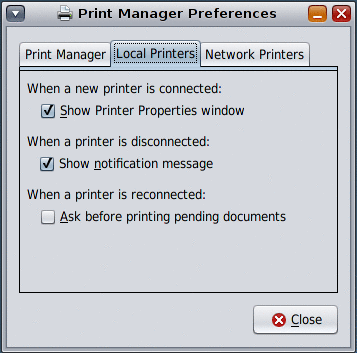 Print Manager Preferences
Print Manager Local Printers Network Printers
When a new printer is connected:
Show Printer Properties window
When a printer is disconnected:
Show notification message
When a printer is reconnected:
Ask before printing pending documents
Close